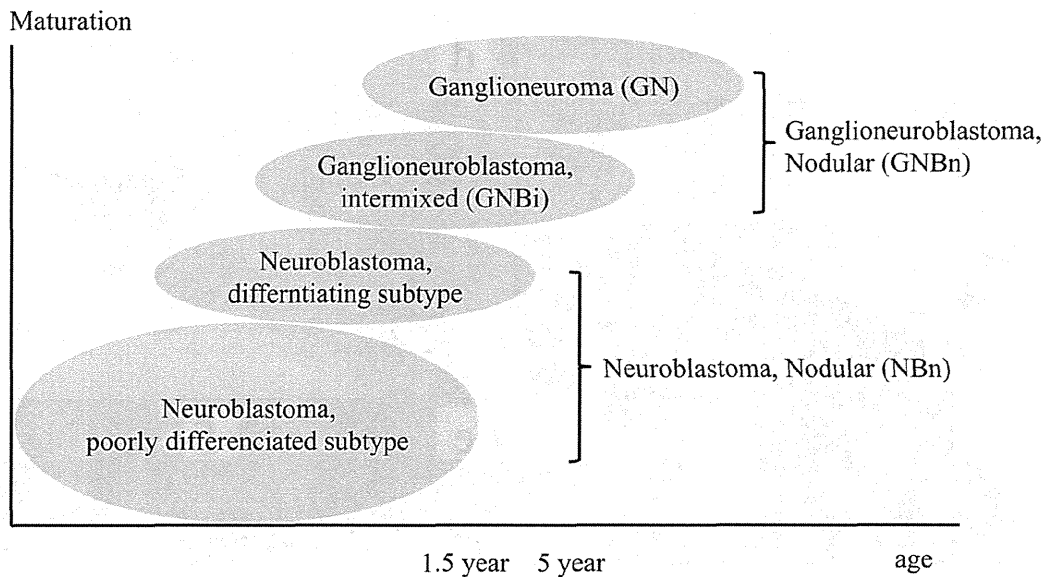 Maturation
Ganglioneuroma (GN)
Ganglioneuroblastoma,
Nodular (GNBn)
Ganglioneuroblastoma,
intermixed (GNBi)
Neuroblastoma,
differntiating subtype
Neuroblastoma, Nodular (NBn)
Neuroblastoma,
poorly differenciated subtype
1.5 year 5 year age